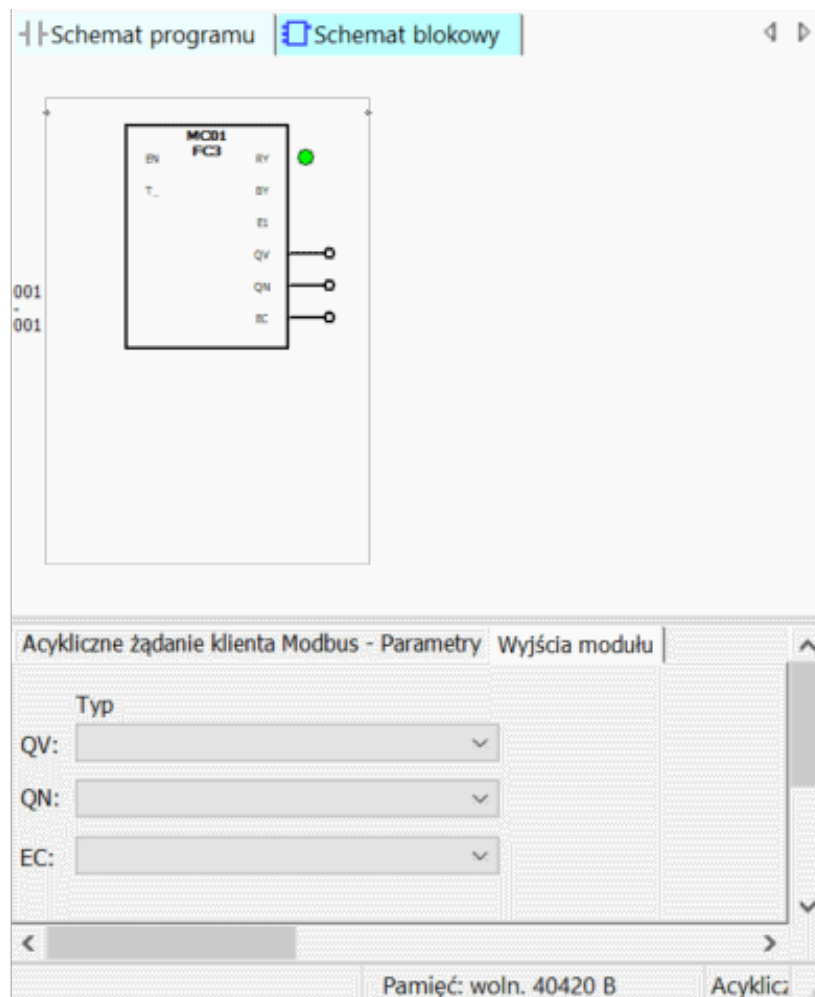 Schemat programu Schemat blokowy
MC01
FC3
EN RY
T_ BY
E1
QV
QN
EC
001
-
001
Acykliczne żądanie klienta Modbus - Parametry Wyjścia modułu
Typ
QV:
QN:
EC:
Pamięć: woln. 40420 B Acyklicz